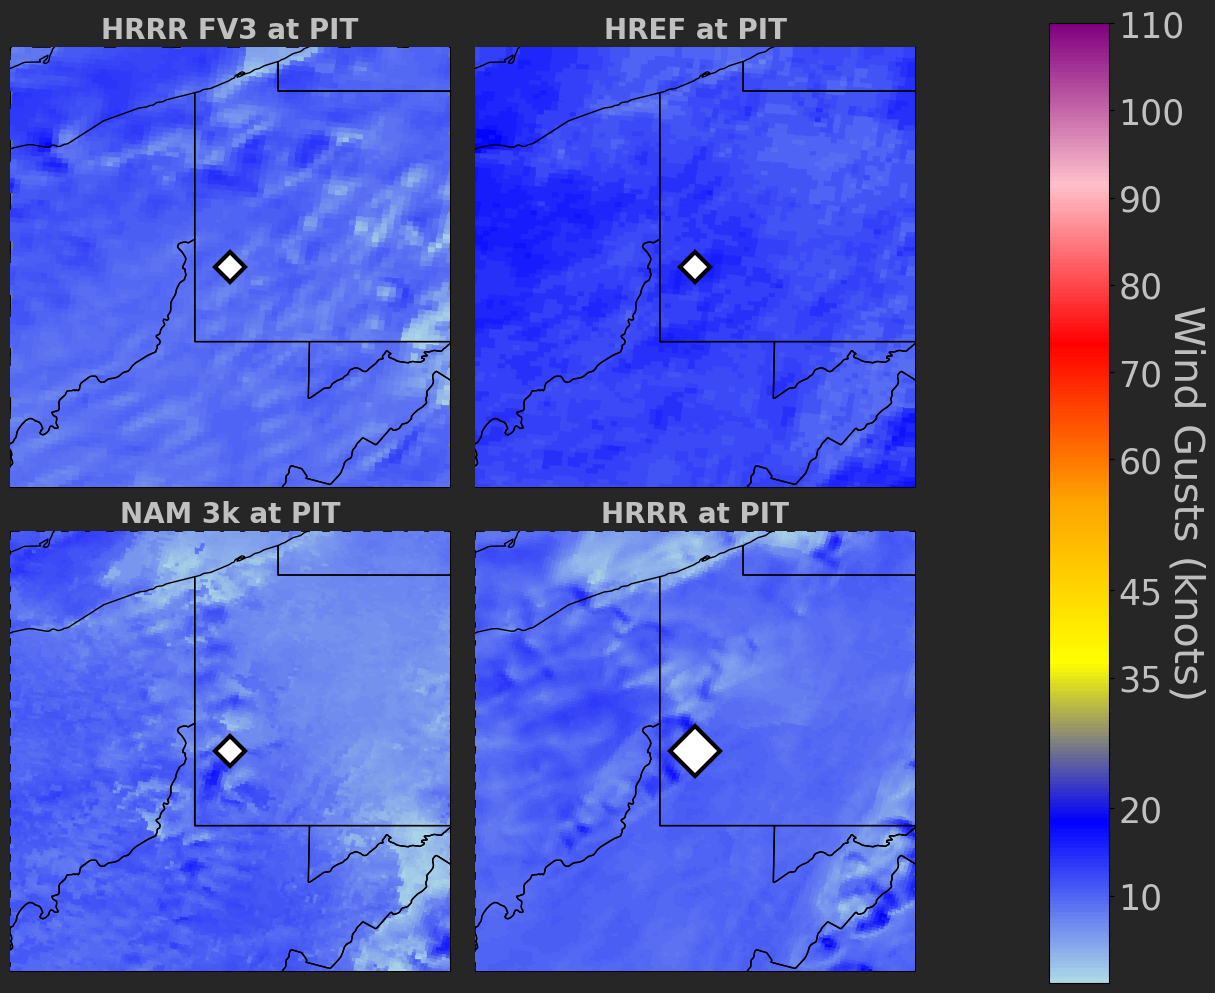 HRRR FV3 at PIT
HREF at PIT
NAM 3k at PIT
HRRR at PIT
110
100
90
80
70
60
45
35
20
10
Wind Gusts (knots)